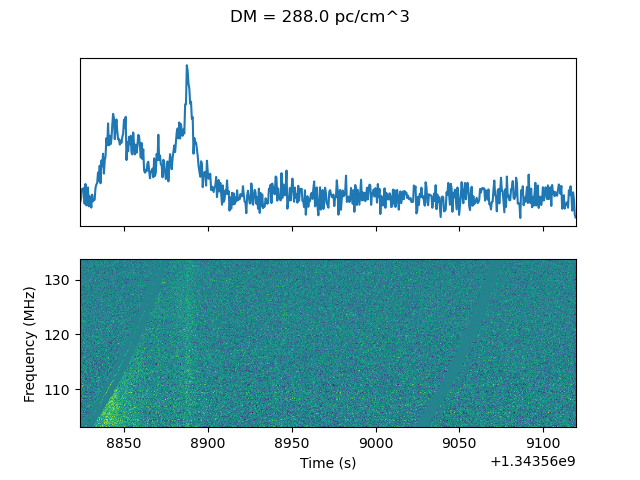 DM = 288.0 pc/cm^3
130
120
110
Frequency (MHz)
8850 8900 8950 9000 9050 9100
Time (s)
+1.34356e9